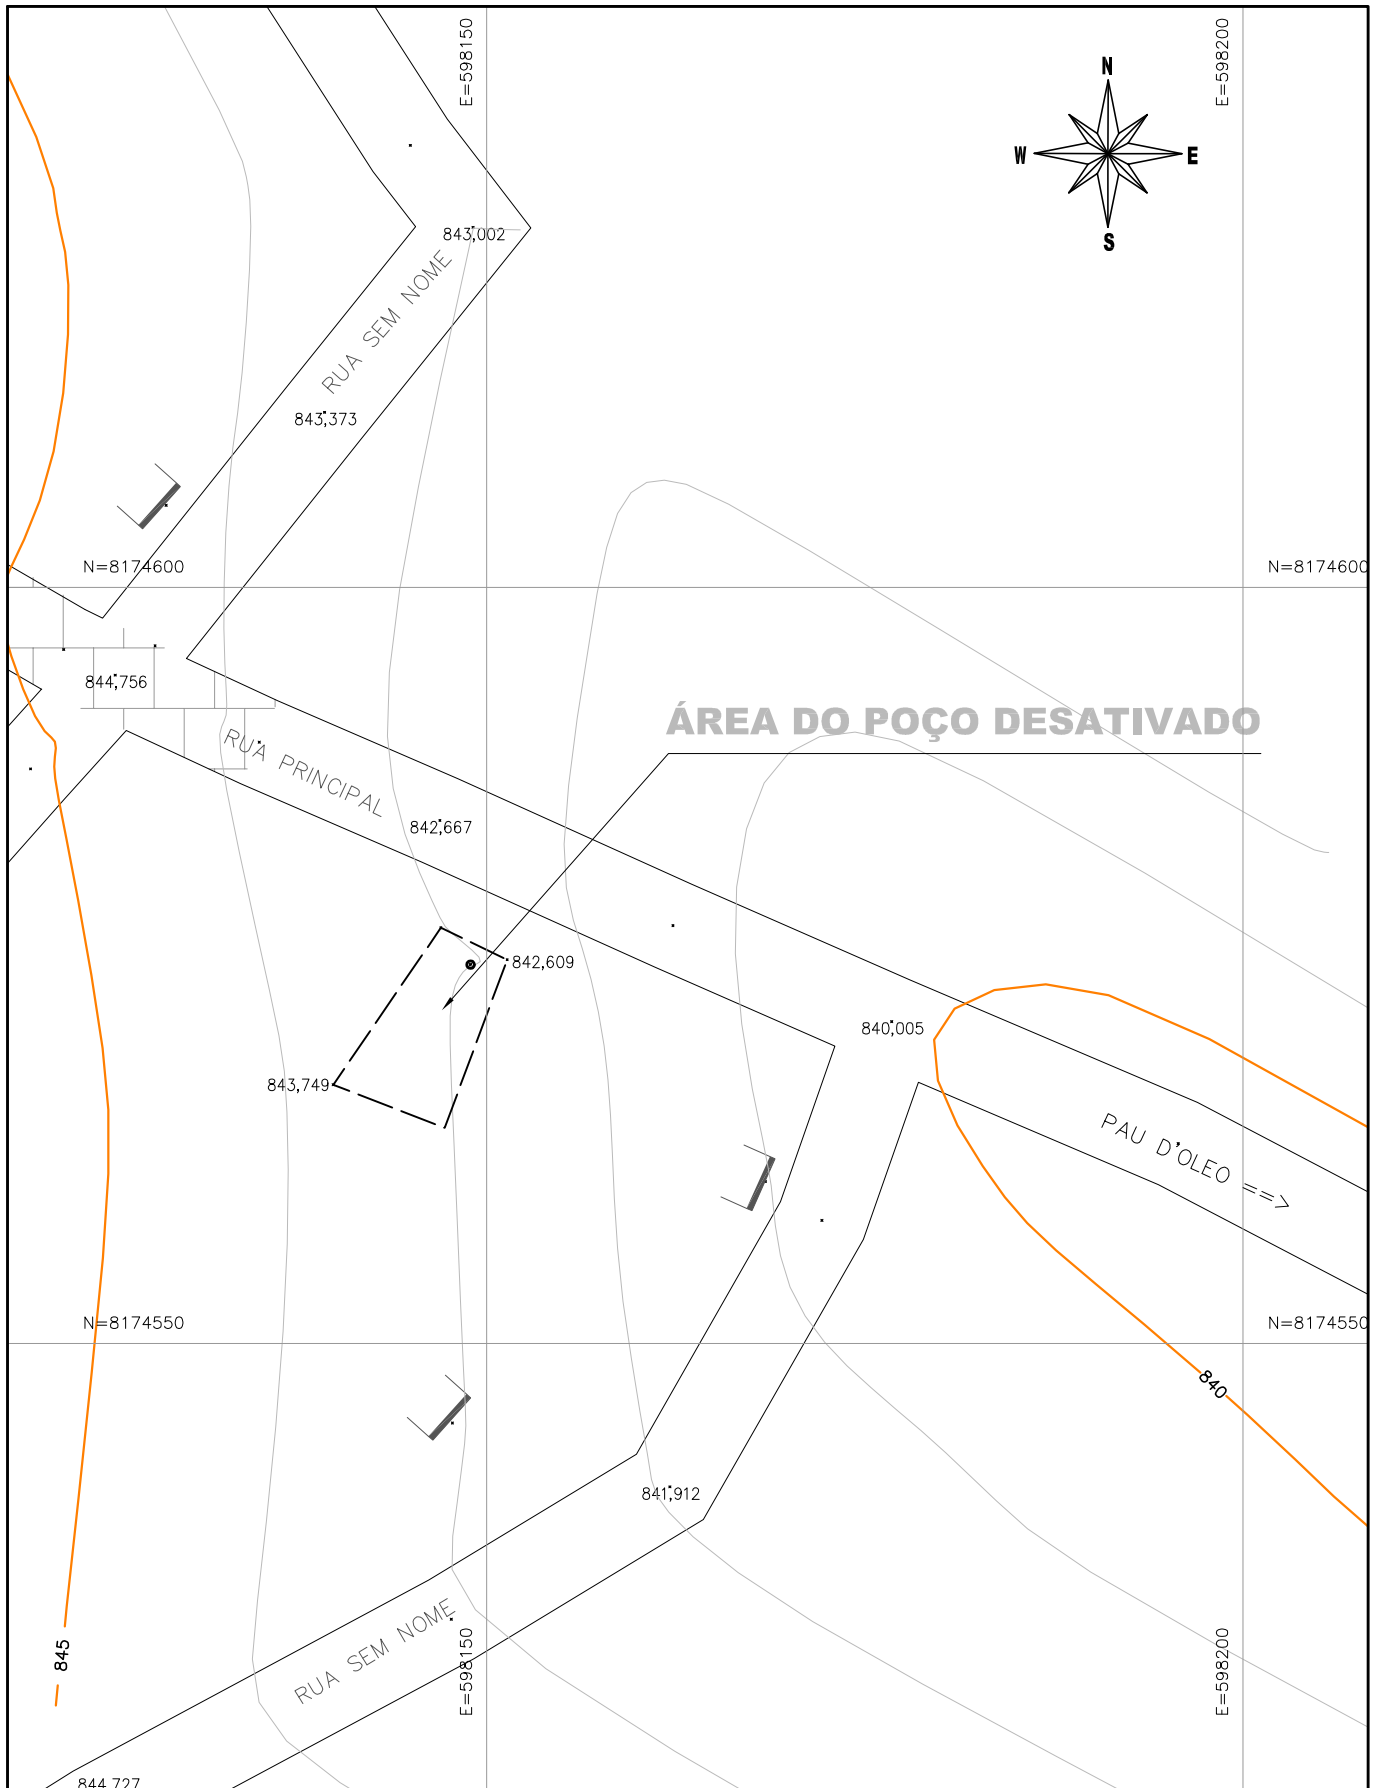 E=598150
E=598200
N
W
E
S
843,002
RUA SEM NOME
843,373
N=8174600
N=8174600
844,756
ÁREA DO POÇO DESATIVADO
RUA PRINCIPAL
842,667
842,609
840,005
843,749
PAU D'OLEO ==>
N=8174550
N=8174550
840
841,912
RUA SEM NOME
845
E=598150
E=598200
844,727